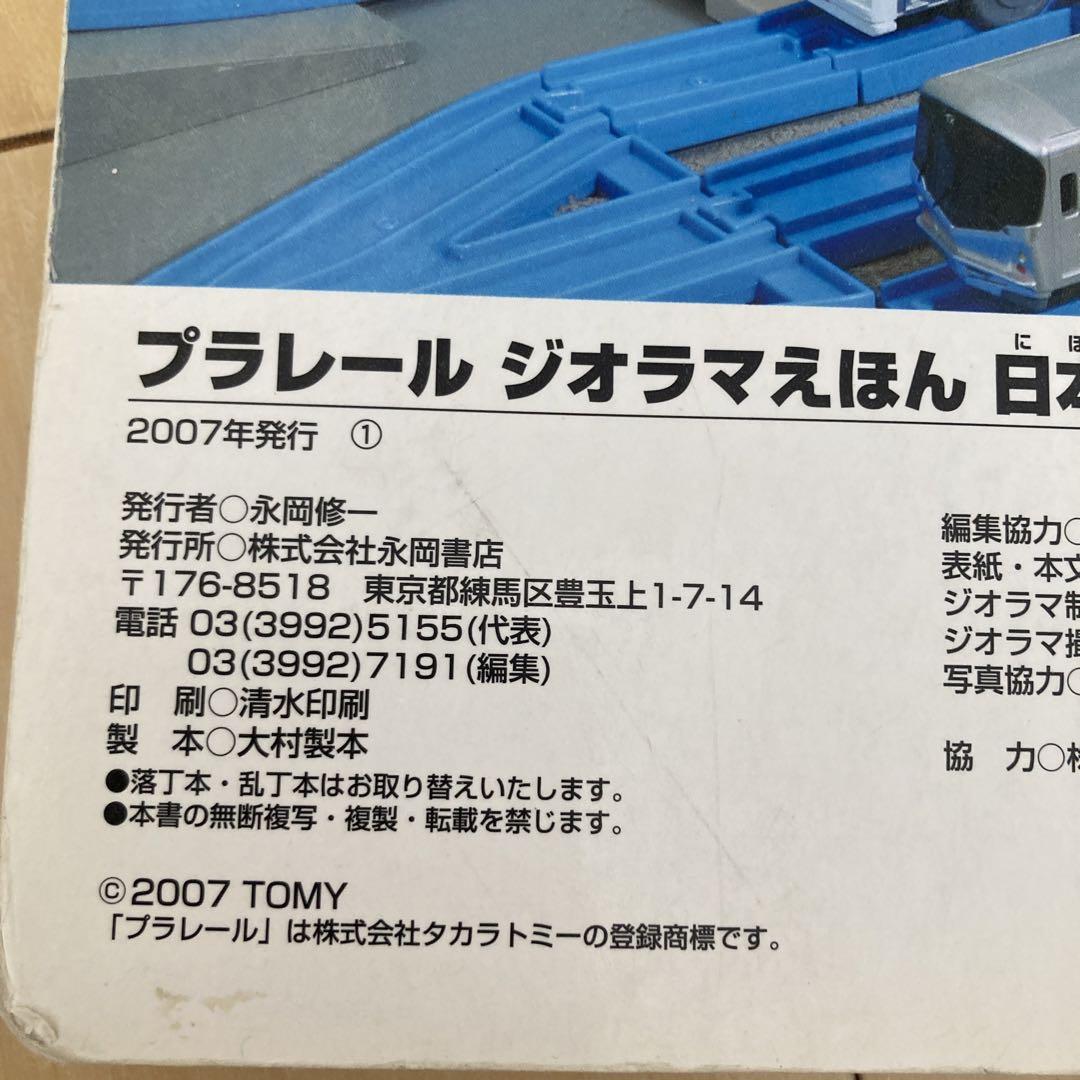 に ほ
プラレール ジオラマえほん 日本
2007年発行 ①
発行者○永岡修一
発行所○株式会社永岡書店
〒176-8518 東京都練馬区豊玉上1-7-14
電話 03(3992)5155(代表)
03(3992)7191(編集)
印 刷○清水印刷
製 本○大村製本
●落丁本・乱丁本はお取り替えいたします。
●本書の無断複写・複製・転載を禁じます。
©2007 TOMY
「プラレール」は株式会社タカラトミーの登録商標です。
編集協力○
表紙・本文
ジオラマ制
ジオラマ撮
写真協力○
協 力○株